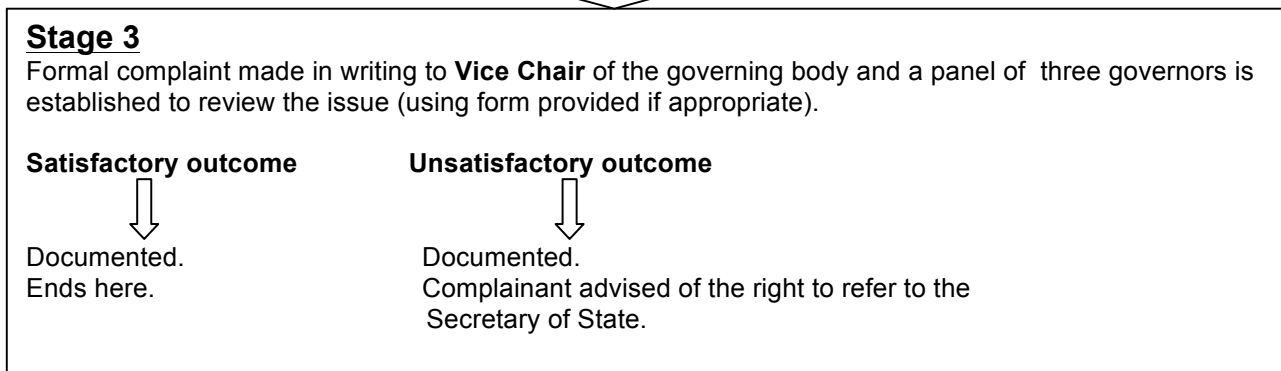 Stage 3
Formal complaint made in writing to Vice Chair of the governing body and a panel of three governors is
established to review the issue (using form provided if appropriate).
Satisfactory outcome Unsatisfactory outcome
Documented. Documented.
Ends here. Complainant advised of the right to refer to the
Secretary of State.